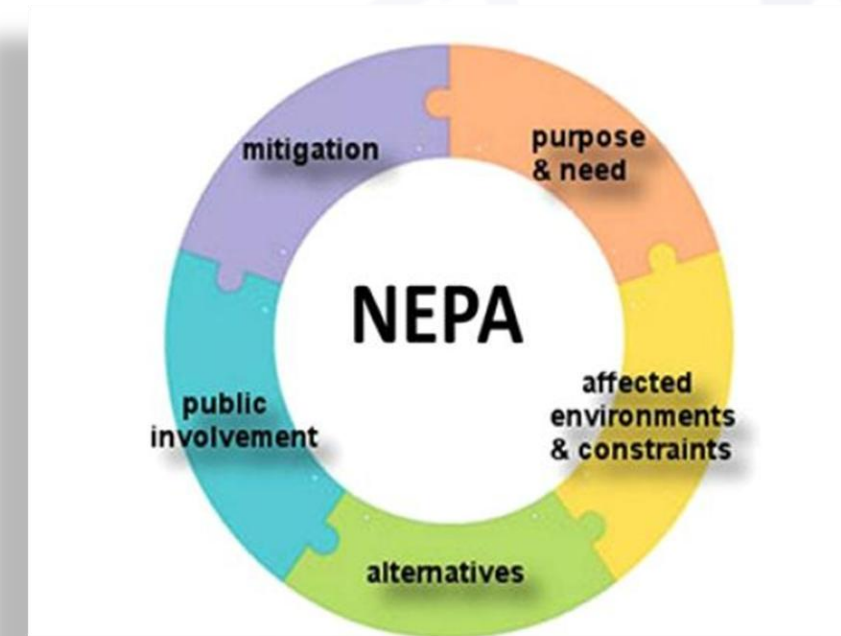 purpose
& need
affected
environments
& constraints
alternatives
public
involvement
mitigation
NEPA